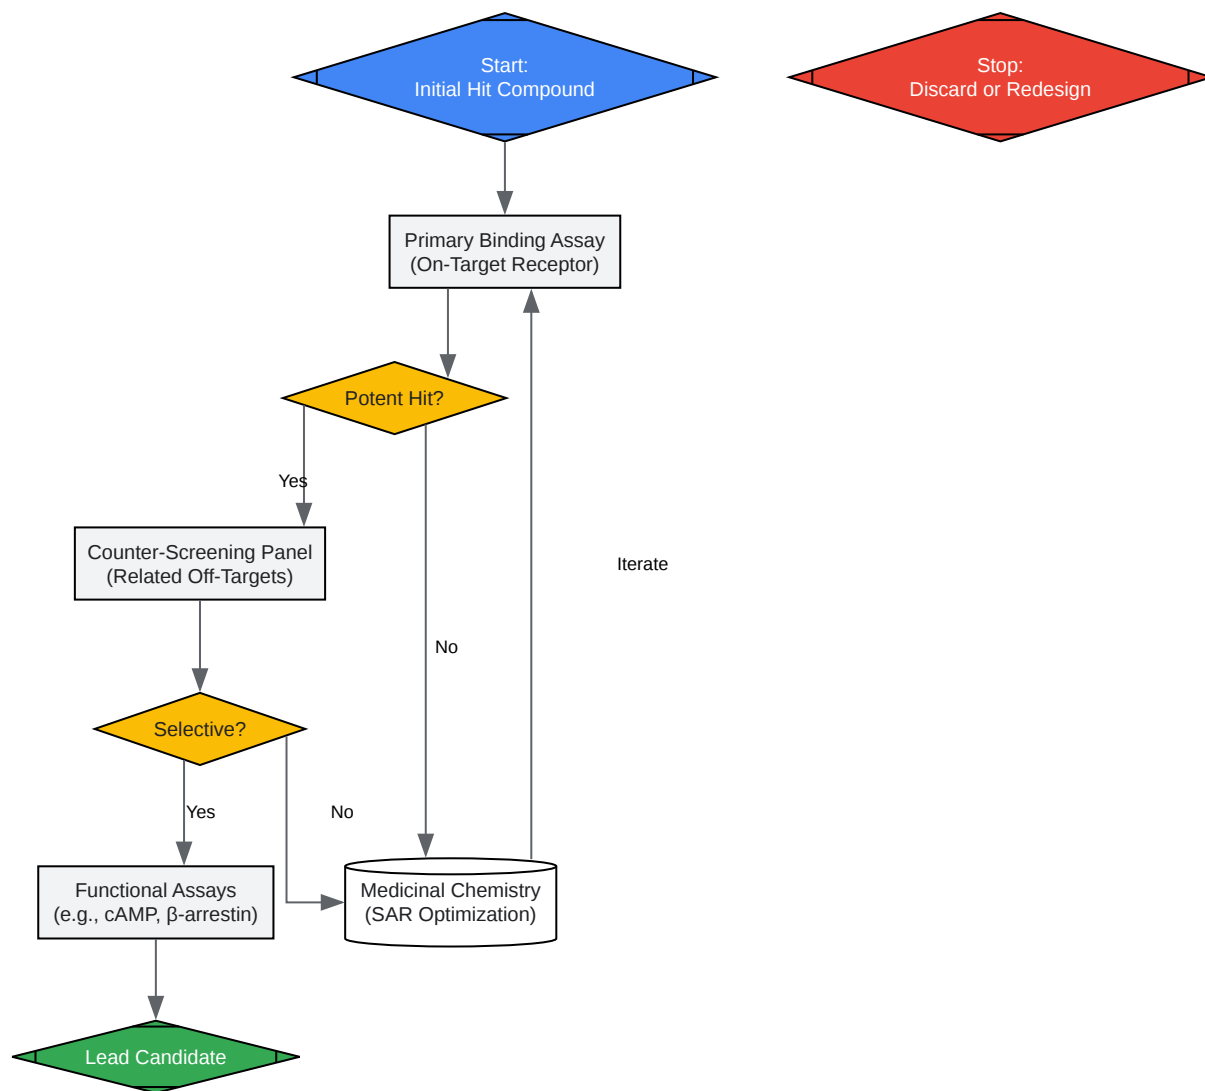 Start:
Initial Hit Compound
Stop:
Discard or Redesign
Primary Binding Assay
(On-Target Receptor)
Potent Hit?
Yes
Counter-Screening Panel
(Related Off-Targets)
Iterate
No
Selective?
Yes
No
Functional Assays
(e.g., cAMP, β-arrestin)
Medicinal Chemistry
(SAR Optimization)
Lead Candidate